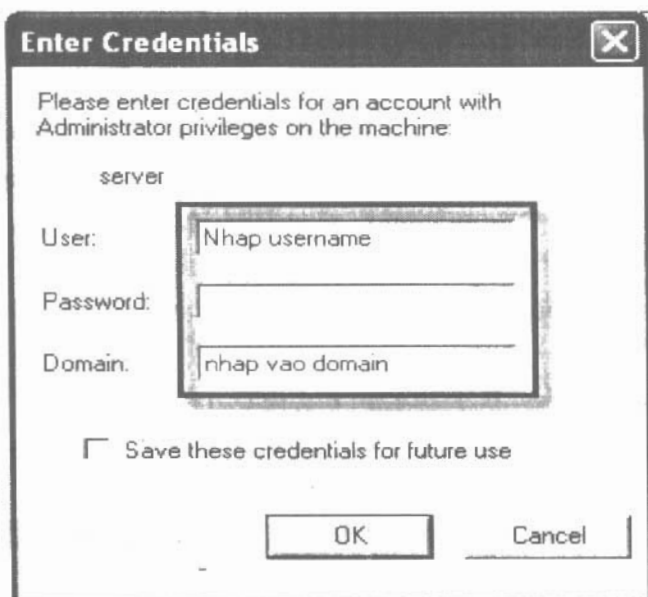 Enter Credentials
Please enter credentials for an account with
Administrator privileges on the machine:
server
User: Nhap username
Password:
Domain: nhap vao domain
Save these credentials for future use
OK Cancel